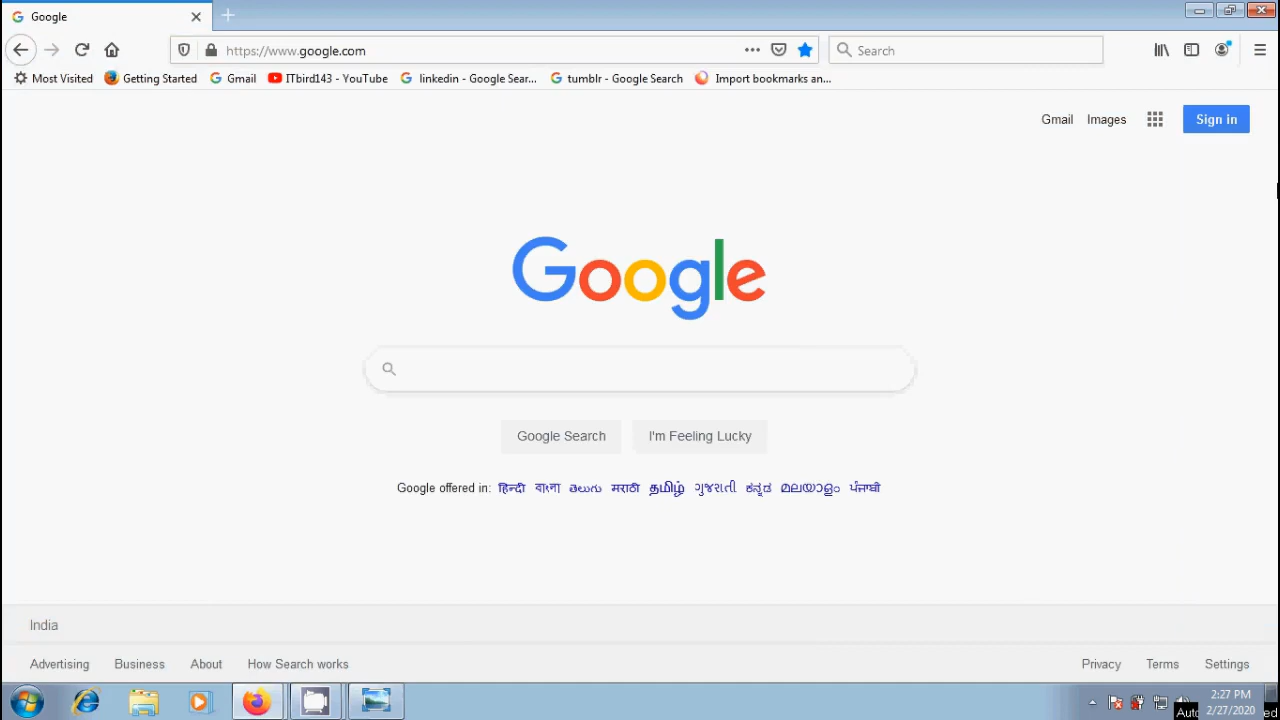 Google
https://www.google.com
Search
Most Visited Getting Started Gmail ITbird143 - YouTube linkedin - Google Sear... tumblr - Google Search Import bookmarks an...
Gmail Images Sign in
Google
Google Search I'm Feeling Lucky
Google offered in: हिन्दी বাংলা తెలుగు मराठी தமிழ் ગુજરાતી ಕನ್ನಡ മലയാളം ਪੰਜਾਬੀ
India
Advertising Business About How Search works Privacy Terms Settings
2:27 PM
2/27/2020